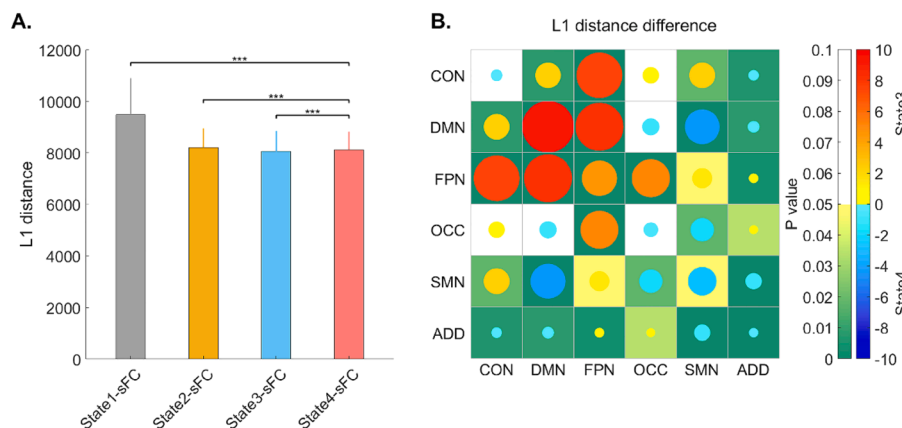 A.
L1 distance
12000
10000
8000
6000
4000
2000
0
***
***
***
State1-sFC
State2-sFC
State3-sFC
State4-sFC
B.
L1 distance difference
CON
DMN
FPN
OCC
SMN
ADD
CON DMN FPN OCC SMN ADD
0.1
0.09
0.08
0.07
0.06
0.05
0.04
0.03
0.02
0.01
0
P value
10
8
6
4
2
0
-2
-4
-6
-8
-10
State3
State4